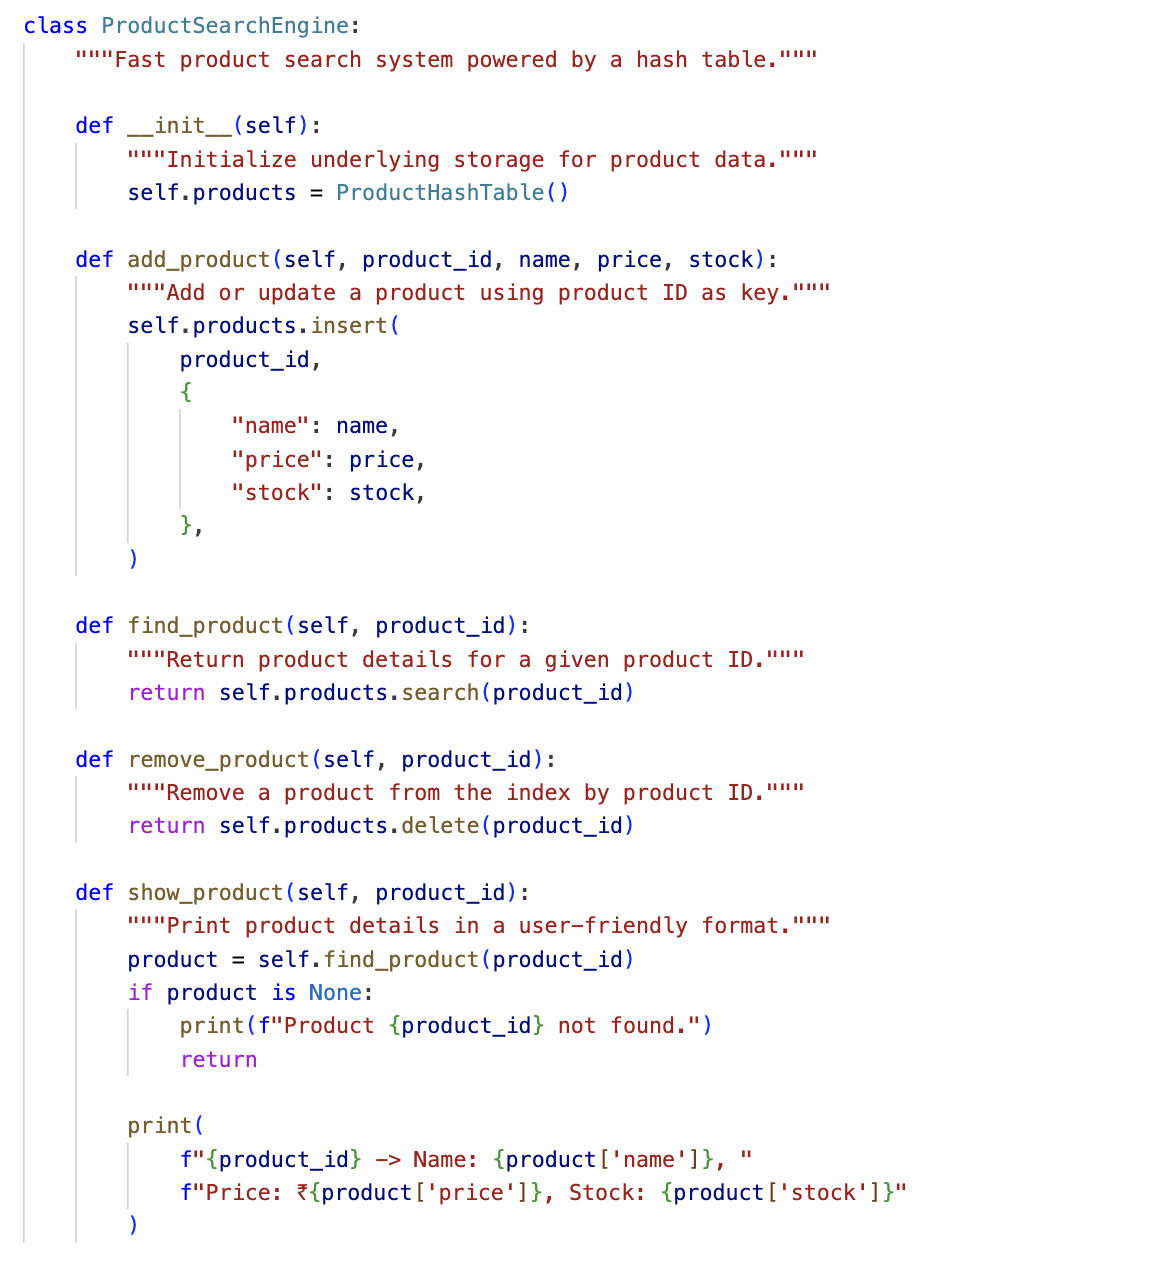 class ProductSearchEngine:
    """Fast product search system powered by a hash table."""

    def __init__(self):
        """Initialize underlying storage for product data."""
        self.products = ProductHashTable()

    def add_product(self, product_id, name, price, stock):
        """Add or update a product using product ID as key."""
        self.products.insert(
            product_id,
            {
                "name": name,
                "price": price,
                "stock": stock,
            },
        )

    def find_product(self, product_id):
        """Return product details for a given product ID."""
        return self.products.search(product_id)

    def remove_product(self, product_id):
        """Remove a product from the index by product ID."""
        return self.products.delete(product_id)

    def show_product(self, product_id):
        """Print product details in a user-friendly format."""
        product = self.find_product(product_id)
        if product is None:
            print(f"Product {product_id} not found.")
            return

        print(
            f"{product_id} -> Name: {product['name']}, "
            f"Price: ₹{product['price']}, Stock: {product['stock']}"
        )